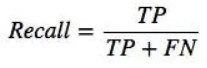 Recall = TP / TP + FN